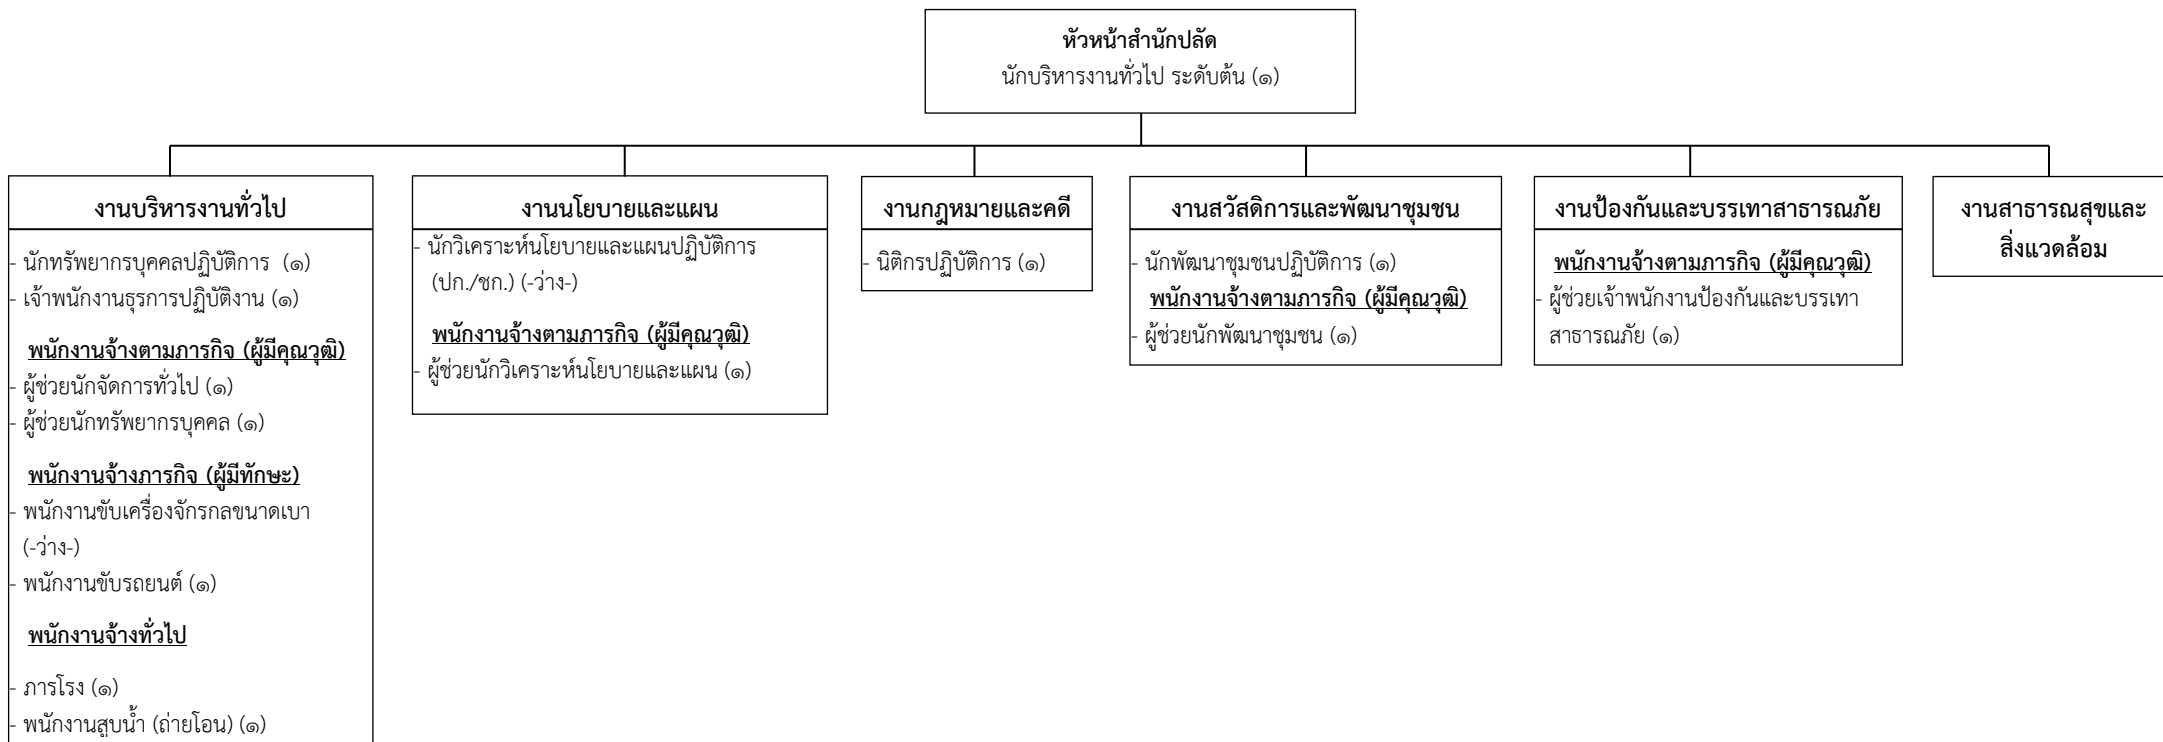 หัวหน้าสำนักปลัด
นักบริหารงานทั่วไป ระดับต้น (๑)
งานบริหารงานทั่วไป
- นักทรัพยากรบุคคลปฏิบัติการ (๑)
- เจ้าพนักงานธุรการปฏิบัติงาน (๑)
พนักงานจ้างตามภารกิจ (ผู้มีคุณวุฒิ)
- ผู้ช่วยนักจัดการทั่วไป (๑)
- ผู้ช่วยนักทรัพยากรบุคคล (๑)
พนักงานจ้างภารกิจ (ผู้มีทักษะ)
- พนักงานขับเครื่องจักรกลขนาดเบา
(-ว่าง-)
- พนักงานขับรถยนต์ (๑)
พนักงานจ้างทั่วไป
- ภารโรง (๑)
- พนักงานสูบน้ำ (ถ่ายโอน) (๑)
งานนโยบายและแผน
- นักวิเคราะห์นโยบายและแผนปฏิบัติการ
(ปก./ชก.) (-ว่าง-)
พนักงานจ้างตามภารกิจ (ผู้มีคุณวุฒิ)
- ผู้ช่วยนักวิเคราะห์นโยบายและแผน (๑)
งานกฎหมายและคดี
- นิติกรปฏิบัติการ (๑)
งานสวัสดิการและพัฒนาชุมชน
- นักพัฒนาชุมชนปฏิบัติการ (๑)
พนักงานจ้างตามภารกิจ (ผู้มีคุณวุฒิ)
- ผู้ช่วยนักพัฒนาชุมชน (๑)
งานป้องกันและบรรเทาสาธารณภัย
พนักงานจ้างตามภารกิจ (ผู้มีคุณวุฒิ)
- ผู้ช่วยเจ้าพนักงานป้องกันและบรรเทา
สาธารณภัย (๑)
งานสาธารณสุขและ
สิ่งแวดล้อม